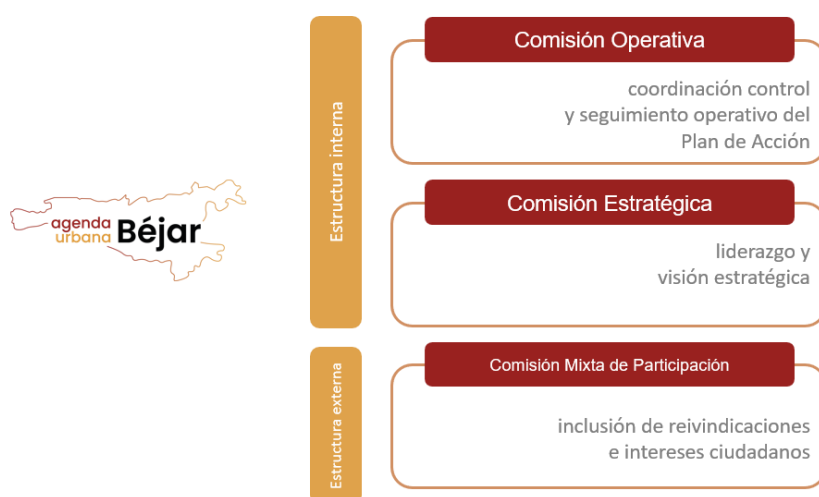 agenda
urbana
Béjar
Estructura interna
Comisión Operativa
coordinación control
y seguimiento operativo del
Plan de Acción
Comisión Estratégica
liderazgo y
visión estratégica
Estructura externa
Comisión Mixta de Participación
inclusión de reivindicaciones
e intereses ciudadanos